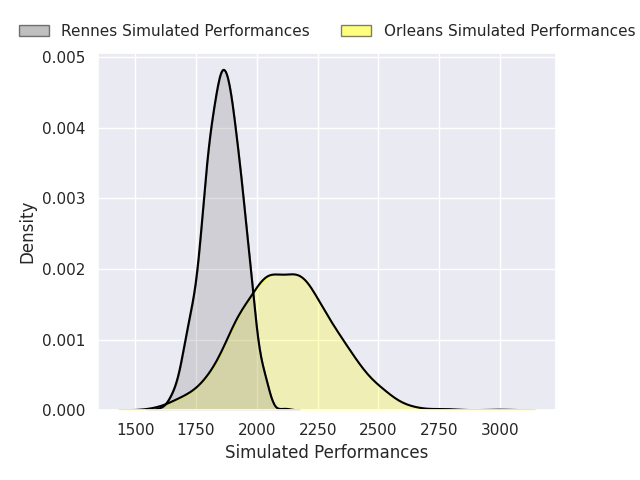 Rennes Simulated Performances
Orleans Simulated Performances
0.005
0.004
0.003
0.002
0.001
0.000
Density
1500 1750 2000 2250 2500 2750 3000
Simulated Performances